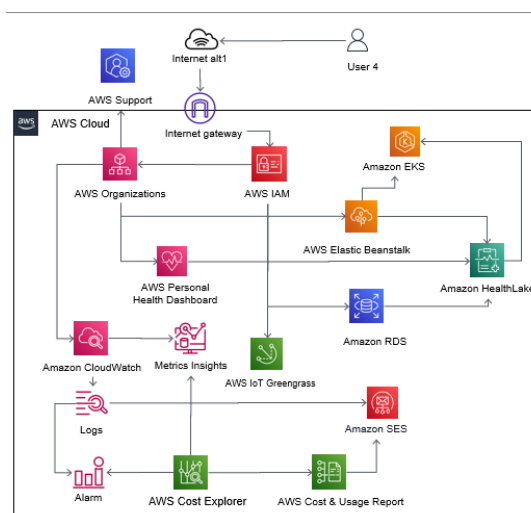 Internet alt1
User 4
AWS Support
aws
AWS Cloud
Internet gateway
AWS Organizations
AWS IAM
Amazon EKS
AWS Elastic Beanstalk
AWS Personal
Health Dashboard
Amazon HealthLake
Amazon RDS
Amazon CloudWatch
Metrics Insights
AWS IoT Greengrass
Logs
Amazon SES
Alarm
AWS Cost Explorer
AWS Cost & Usage Report